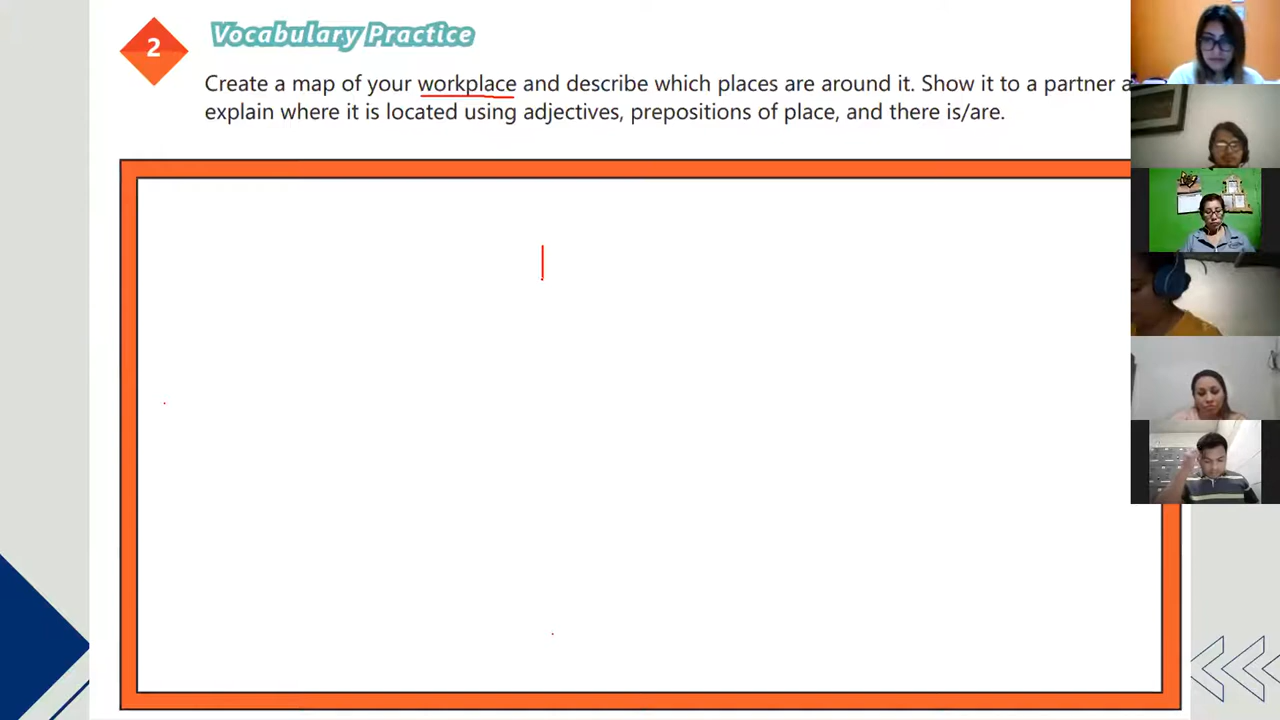 2
Vocabulary Practice
Create a map of your workplace and describe which places are around it. Show it to a partner a
explain where it is located using adjectives, prepositions of place, and there is/are.